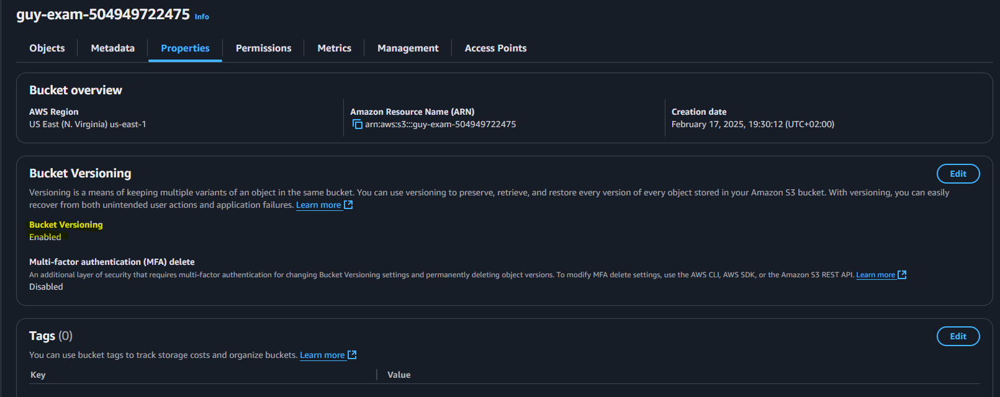 guy-exam-504949722475 Info
Objects Metadata Properties Permissions Metrics Management Access Points
Bucket overview
AWS Region
US East (N. Virginia) us-east-1
Amazon Resource Name (ARN)
arn:aws:s3:::guy-exam-504949722475
Creation date
February 17, 2025, 19:30:12 (UTC+02:00)
Bucket Versioning
Edit
Versioning is a means of keeping multiple variants of an object in the same bucket. You can use versioning to preserve, retrieve, and restore every version of every object stored in your Amazon S3 bucket. With versioning, you can easily
recover from both unintended user actions and application failures. Learn more
Bucket Versioning
Enabled
Multi-factor authentication (MFA) delete
An additional layer of security that requires multi-factor authentication for changing Bucket Versioning settings and permanently deleting object versions. To modify MFA delete settings, use the AWS CLI, AWS SDK, or the Amazon S3 REST API. Learn more
Disabled
Tags (0)
Edit
You can use bucket tags to track storage costs and organize buckets. Learn more
Key Value